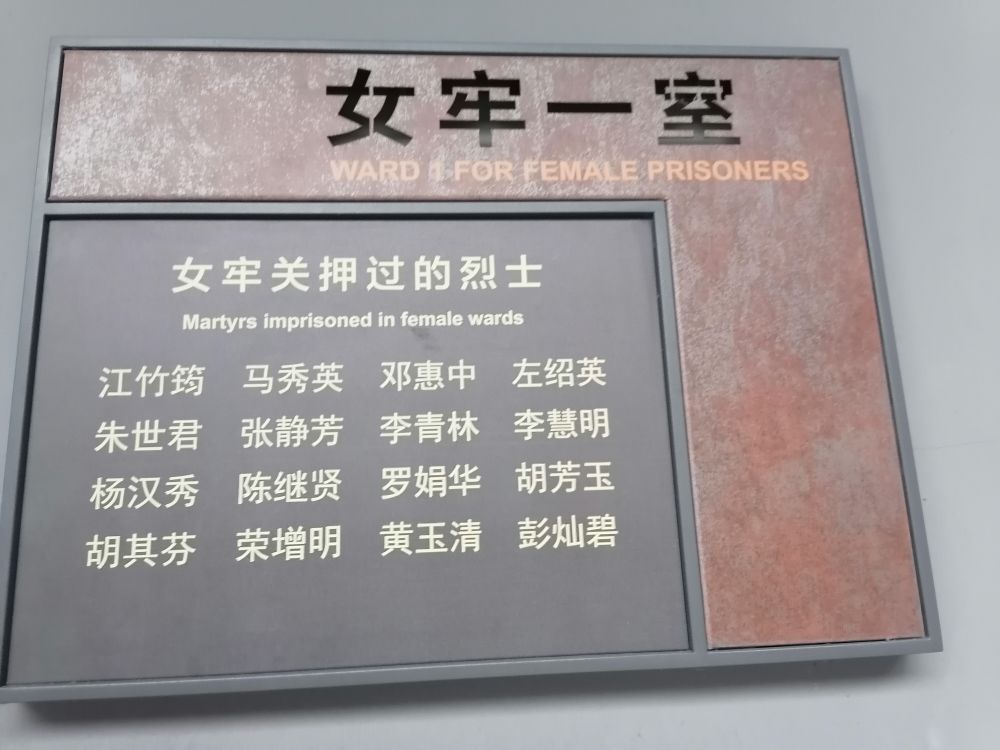 女牢一室
WARD 1 FOR FEMALE PRISONERS
女牢关押过的烈士
Martyrs imprisoned in female wards
江竹筠 马秀英 邓惠中 左绍英
朱世君 张静芳 李青林 李慧明
杨汉秀 陈继贤 罗娟华 胡芳玉
胡其芬 荣增明 黄玉清 彭灿碧